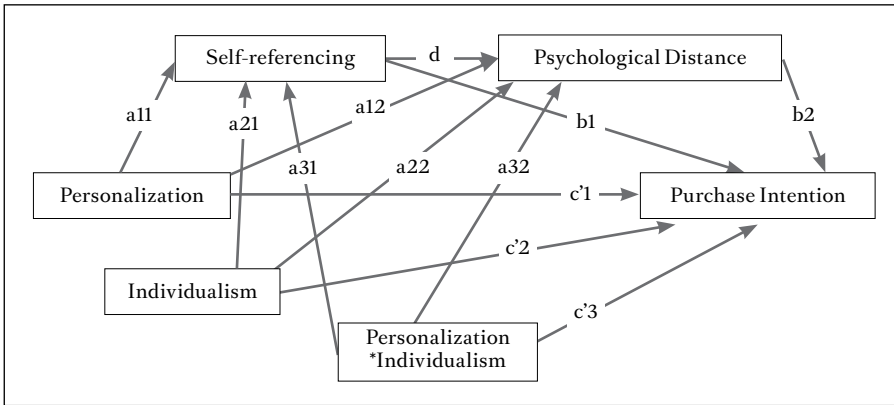 Self-referencing
d
Psychological Distance
a11
a21
a12
b1
b2
a31
a22
a32
Personalization
c'1
Purchase Intention
c'2
Individualism
c'3
Personalization
*Individualism